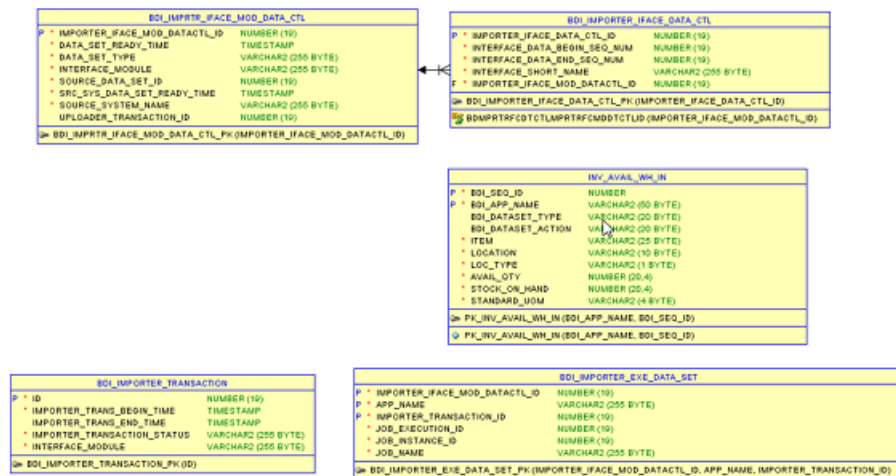 BDI_IMPRTR_IFACE_MOD_DATA_CTL
P * IMPORTER_IFACE_MOD_DATACTL_ID NUMBER (19)
* DATA_SET_READY_TIME TIMESTAMP
* DATA_SET_TYPE VARCHAR2 (255 BYTE)
* INTERFACE_MODULE VARCHAR2 (255 BYTE)
* SOURCE_DATA_SET_ID NUMBER (19)
* SRC_SYS_DATA_SET_READY_TIME TIMESTAMP
* SOURCE_SYSTEM_NAME VARCHAR2 (255 BYTE)
UPLOADER_TRANSACTION_ID NUMBER (19)
BDI_IMPRTR_IFACE_MOD_DATA_CTL_PK (IMPORTER_IFACE_MOD_DATACTL_ID)
BDI_IMPORTER_IFACE_DATA_CTL
P * IMPORTER_IFACE_DATA_CTL_ID NUMBER (19)
* INTERFACE_DATA_BEGIN_SEQ_NUM NUMBER (19)
* INTERFACE_DATA_END_SEQ_NUM NUMBER (19)
* INTERFACE_SHORT_NAME VARCHAR2 (255 BYTE)
F * IMPORTER_IFACE_MOD_DATACTL_ID NUMBER (19)
BDI_IMPORTER_IFACE_DATA_CTL_PK (IMPORTER_IFACE_DATA_CTL_ID)
BDMPRTRFCDTCTLMPRTRFCMDDTCTLID (IMPORTER_IFACE_MOD_DATACTL_ID)
INV_AVAIL_WH_IN
P * BDI_SEQ_ID NUMBER
P * BDI_APP_NAME VARCHAR2 (50 BYTE)
BDI_DATASET_TYPE VARCHAR2 (20 BYTE)
BDI_DATASET_ACTION VARCHAR2 (20 BYTE)
* ITEM VARCHAR2 (25 BYTE)
* LOCATION VARCHAR2 (10 BYTE)
* LOC_TYPE VARCHAR2 (1 BYTE)
* AVAIL_QTY NUMBER (20,4)
* STOCK_ON_HAND NUMBER (20,4)
* STANDARD_UOM VARCHAR2 (4 BYTE)
PK_INV_AVAIL_WH_IN (BDI_APP_NAME, BDI_SEQ_ID)
PK_INV_AVAIL_WH_IN (BDI_APP_NAME, BDI_SEQ_ID)
BDI_IMPORTER_TRANSACTION
P * ID NUMBER (19)
* IMPORTER_TRANS_BEGIN_TIME TIMESTAMP
IMPORTER_TRANS_END_TIME TIMESTAMP
* IMPORTER_TRANSACTION_STATUS VARCHAR2 (255 BYTE)
* INTERFACE_MODULE VARCHAR2 (255 BYTE)
BDI_IMPORTER_TRANSACTION_PK (ID)
BDI_IMPORTER_EXE_DATA_SET
P * IMPORTER_IFACE_MOD_DATACTL_ID NUMBER (19)
P * APP_NAME VARCHAR2 (255 BYTE)
P * IMPORTER_TRANSACTION_ID NUMBER (19)
* JOB_EXECUTION_ID NUMBER (19)
* JOB_INSTANCE_ID NUMBER (19)
* JOB_NAME VARCHAR2 (255 BYTE)
BDI_IMPORTER_EXE_DATA_SET_PK (IMPORTER_IFACE_MOD_DATACTL_ID, APP_NAME, IMPORTER_TRANSACTION_ID)